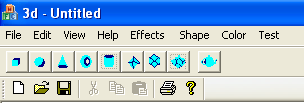 3d - Untitled
File Edit View Help Effects Shape Color Test